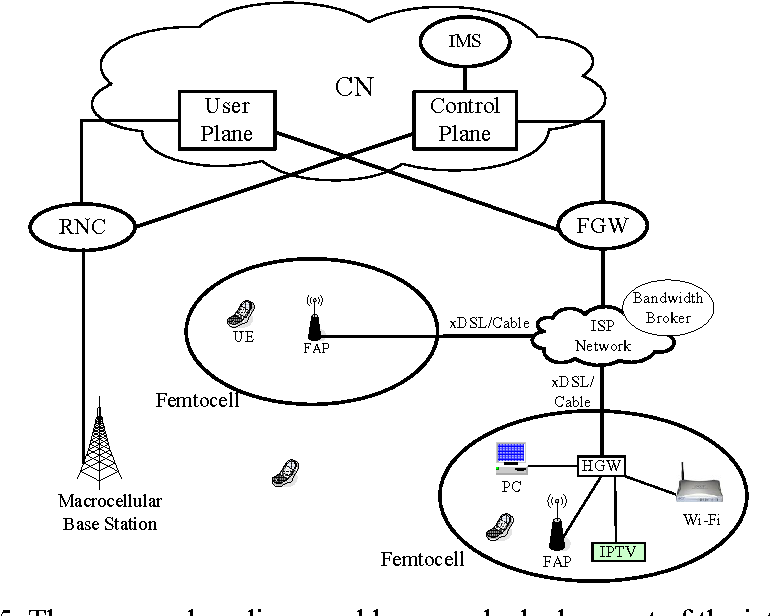 IMS
CN
User
Plane
Control
Plane
RNC
FGW
Bandwidth
Broker
ISP
Network
xDSL/Cable
UE
FAP
Femtocell
xDSL/
Cable
HGW
PC
Wi-Fi
FAP
IPTV
Femtocell
Macrocellular
Base Station